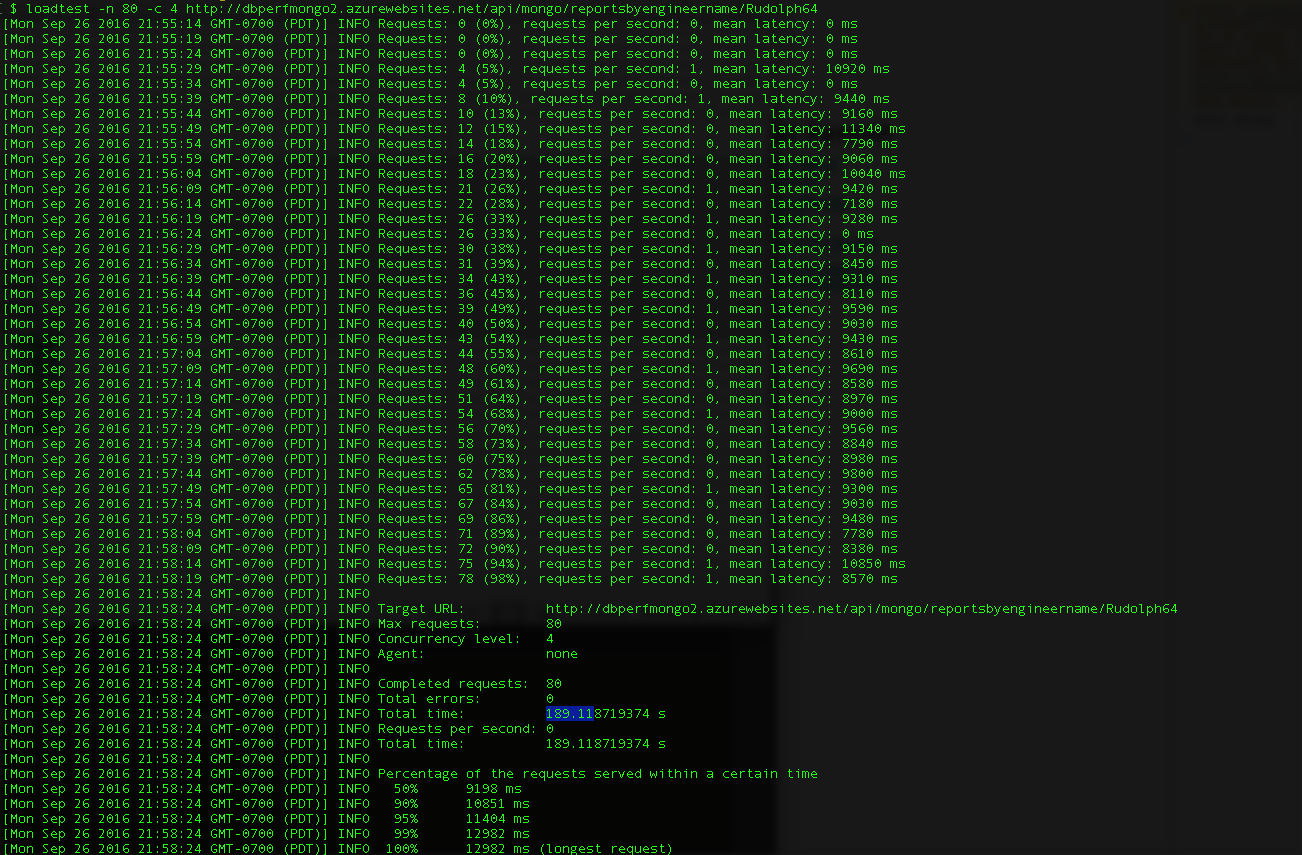 $ loadtest -n 80 -c 4 http://dbperfmongo2.azurewebsites.net/api/mongo/reportsbyengineername/Rudolph64
[Mon Sep 26 2016 21:55:14 GMT-0700 (PDT)] INFO Requests: 0 (0%), requests per second: 0, mean latency: 0 ms
[Mon Sep 26 2016 21:55:19 GMT-0700 (PDT)] INFO Requests: 0 (0%), requests per second: 0, mean latency: 0 ms
[Mon Sep 26 2016 21:55:24 GMT-0700 (PDT)] INFO Requests: 0 (0%), requests per second: 0, mean latency: 0 ms
[Mon Sep 26 2016 21:55:29 GMT-0700 (PDT)] INFO Requests: 4 (5%), requests per second: 1, mean latency: 10920 ms
[Mon Sep 26 2016 21:55:34 GMT-0700 (PDT)] INFO Requests: 4 (5%), requests per second: 0, mean latency: 0 ms
[Mon Sep 26 2016 21:55:39 GMT-0700 (PDT)] INFO Requests: 8 (10%), requests per second: 1, mean latency: 9440 ms
[Mon Sep 26 2016 21:55:44 GMT-0700 (PDT)] INFO Requests: 10 (13%), requests per second: 0, mean latency: 9160 ms
[Mon Sep 26 2016 21:55:49 GMT-0700 (PDT)] INFO Requests: 12 (15%), requests per second: 0, mean latency: 11340 ms
[Mon Sep 26 2016 21:55:54 GMT-0700 (PDT)] INFO Requests: 14 (18%), requests per second: 0, mean latency: 7790 ms
[Mon Sep 26 2016 21:55:59 GMT-0700 (PDT)] INFO Requests: 16 (20%), requests per second: 0, mean latency: 9060 ms
[Mon Sep 26 2016 21:56:04 GMT-0700 (PDT)] INFO Requests: 18 (23%), requests per second: 0, mean latency: 10040 ms
[Mon Sep 26 2016 21:56:09 GMT-0700 (PDT)] INFO Requests: 21 (26%), requests per second: 1, mean latency: 9420 ms
[Mon Sep 26 2016 21:56:14 GMT-0700 (PDT)] INFO Requests: 22 (28%), requests per second: 0, mean latency: 7180 ms
[Mon Sep 26 2016 21:56:19 GMT-0700 (PDT)] INFO Requests: 26 (33%), requests per second: 1, mean latency: 9280 ms
[Mon Sep 26 2016 21:56:24 GMT-0700 (PDT)] INFO Requests: 26 (33%), requests per second: 0, mean latency: 0 ms
[Mon Sep 26 2016 21:56:29 GMT-0700 (PDT)] INFO Requests: 30 (38%), requests per second: 1, mean latency: 9150 ms
[Mon Sep 26 2016 21:56:34 GMT-0700 (PDT)] INFO Requests: 31 (39%), requests per second: 0, mean latency: 8450 ms
[Mon Sep 26 2016 21:56:39 GMT-0700 (PDT)] INFO Requests: 34 (43%), requests per second: 1, mean latency: 9310 ms
[Mon Sep 26 2016 21:56:44 GMT-0700 (PDT)] INFO Requests: 36 (45%), requests per second: 0, mean latency: 8110 ms
[Mon Sep 26 2016 21:56:49 GMT-0700 (PDT)] INFO Requests: 39 (49%), requests per second: 1, mean latency: 9590 ms
[Mon Sep 26 2016 21:56:54 GMT-0700 (PDT)] INFO Requests: 40 (50%), requests per second: 0, mean latency: 9030 ms
[Mon Sep 26 2016 21:56:59 GMT-0700 (PDT)] INFO Requests: 43 (54%), requests per second: 1, mean latency: 9430 ms
[Mon Sep 26 2016 21:57:04 GMT-0700 (PDT)] INFO Requests: 44 (55%), requests per second: 0, mean latency: 8610 ms
[Mon Sep 26 2016 21:57:09 GMT-0700 (PDT)] INFO Requests: 48 (60%), requests per second: 1, mean latency: 9690 ms
[Mon Sep 26 2016 21:57:14 GMT-0700 (PDT)] INFO Requests: 49 (61%), requests per second: 0, mean latency: 8580 ms
[Mon Sep 26 2016 21:57:19 GMT-0700 (PDT)] INFO Requests: 51 (64%), requests per second: 0, mean latency: 8970 ms
[Mon Sep 26 2016 21:57:24 GMT-0700 (PDT)] INFO Requests: 54 (68%), requests per second: 1, mean latency: 9000 ms
[Mon Sep 26 2016 21:57:29 GMT-0700 (PDT)] INFO Requests: 56 (70%), requests per second: 0, mean latency: 9560 ms
[Mon Sep 26 2016 21:57:34 GMT-0700 (PDT)] INFO Requests: 58 (73%), requests per second: 0, mean latency: 8840 ms
[Mon Sep 26 2016 21:57:39 GMT-0700 (PDT)] INFO Requests: 60 (75%), requests per second: 0, mean latency: 8980 ms
[Mon Sep 26 2016 21:57:44 GMT-0700 (PDT)] INFO Requests: 62 (78%), requests per second: 0, mean latency: 9800 ms
[Mon Sep 26 2016 21:57:49 GMT-0700 (PDT)] INFO Requests: 65 (81%), requests per second: 1, mean latency: 9300 ms
[Mon Sep 26 2016 21:57:54 GMT-0700 (PDT)] INFO Requests: 67 (84%), requests per second: 0, mean latency: 9030 ms
[Mon Sep 26 2016 21:57:59 GMT-0700 (PDT)] INFO Requests: 69 (86%), requests per second: 0, mean latency: 9480 ms
[Mon Sep 26 2016 21:58:04 GMT-0700 (PDT)] INFO Requests: 71 (89%), requests per second: 0, mean latency: 7780 ms
[Mon Sep 26 2016 21:58:09 GMT-0700 (PDT)] INFO Requests: 72 (90%), requests per second: 0, mean latency: 8380 ms
[Mon Sep 26 2016 21:58:14 GMT-0700 (PDT)] INFO Requests: 75 (94%), requests per second: 1, mean latency: 10850 ms
[Mon Sep 26 2016 21:58:19 GMT-0700 (PDT)] INFO Requests: 78 (98%), requests per second: 1, mean latency: 8570 ms
[Mon Sep 26 2016 21:58:24 GMT-0700 (PDT)] INFO
[Mon Sep 26 2016 21:58:24 GMT-0700 (PDT)] INFO Target URL: http://dbperfmongo2.azurewebsites.net/api/mongo/reportsbyengineername/Rudolph64
[Mon Sep 26 2016 21:58:24 GMT-0700 (PDT)] INFO Max requests: 80
[Mon Sep 26 2016 21:58:24 GMT-0700 (PDT)] INFO Concurrency level: 4
[Mon Sep 26 2016 21:58:24 GMT-0700 (PDT)] INFO Agent: none
[Mon Sep 26 2016 21:58:24 GMT-0700 (PDT)] INFO
[Mon Sep 26 2016 21:58:24 GMT-0700 (PDT)] INFO Completed requests: 80
[Mon Sep 26 2016 21:58:24 GMT-0700 (PDT)] INFO Total errors: 0
[Mon Sep 26 2016 21:58:24 GMT-0700 (PDT)] INFO Total time: 189.118719374 s
[Mon Sep 26 2016 21:58:24 GMT-0700 (PDT)] INFO Requests per second: 0
[Mon Sep 26 2016 21:58:24 GMT-0700 (PDT)] INFO Total time: 189.118719374 s
[Mon Sep 26 2016 21:58:24 GMT-0700 (PDT)] INFO
[Mon Sep 26 2016 21:58:24 GMT-0700 (PDT)] INFO Percentage of the requests served within a certain time
[Mon Sep 26 2016 21:58:24 GMT-0700 (PDT)] INFO 50% 9198 ms
[Mon Sep 26 2016 21:58:24 GMT-0700 (PDT)] INFO 90% 10851 ms
[Mon Sep 26 2016 21:58:24 GMT-0700 (PDT)] INFO 95% 11404 ms
[Mon Sep 26 2016 21:58:24 GMT-0700 (PDT)] INFO 99% 12982 ms
[Mon Sep 26 2016 21:58:24 GMT-0700 (PDT)] INFO 100% 12982 ms (longest request)